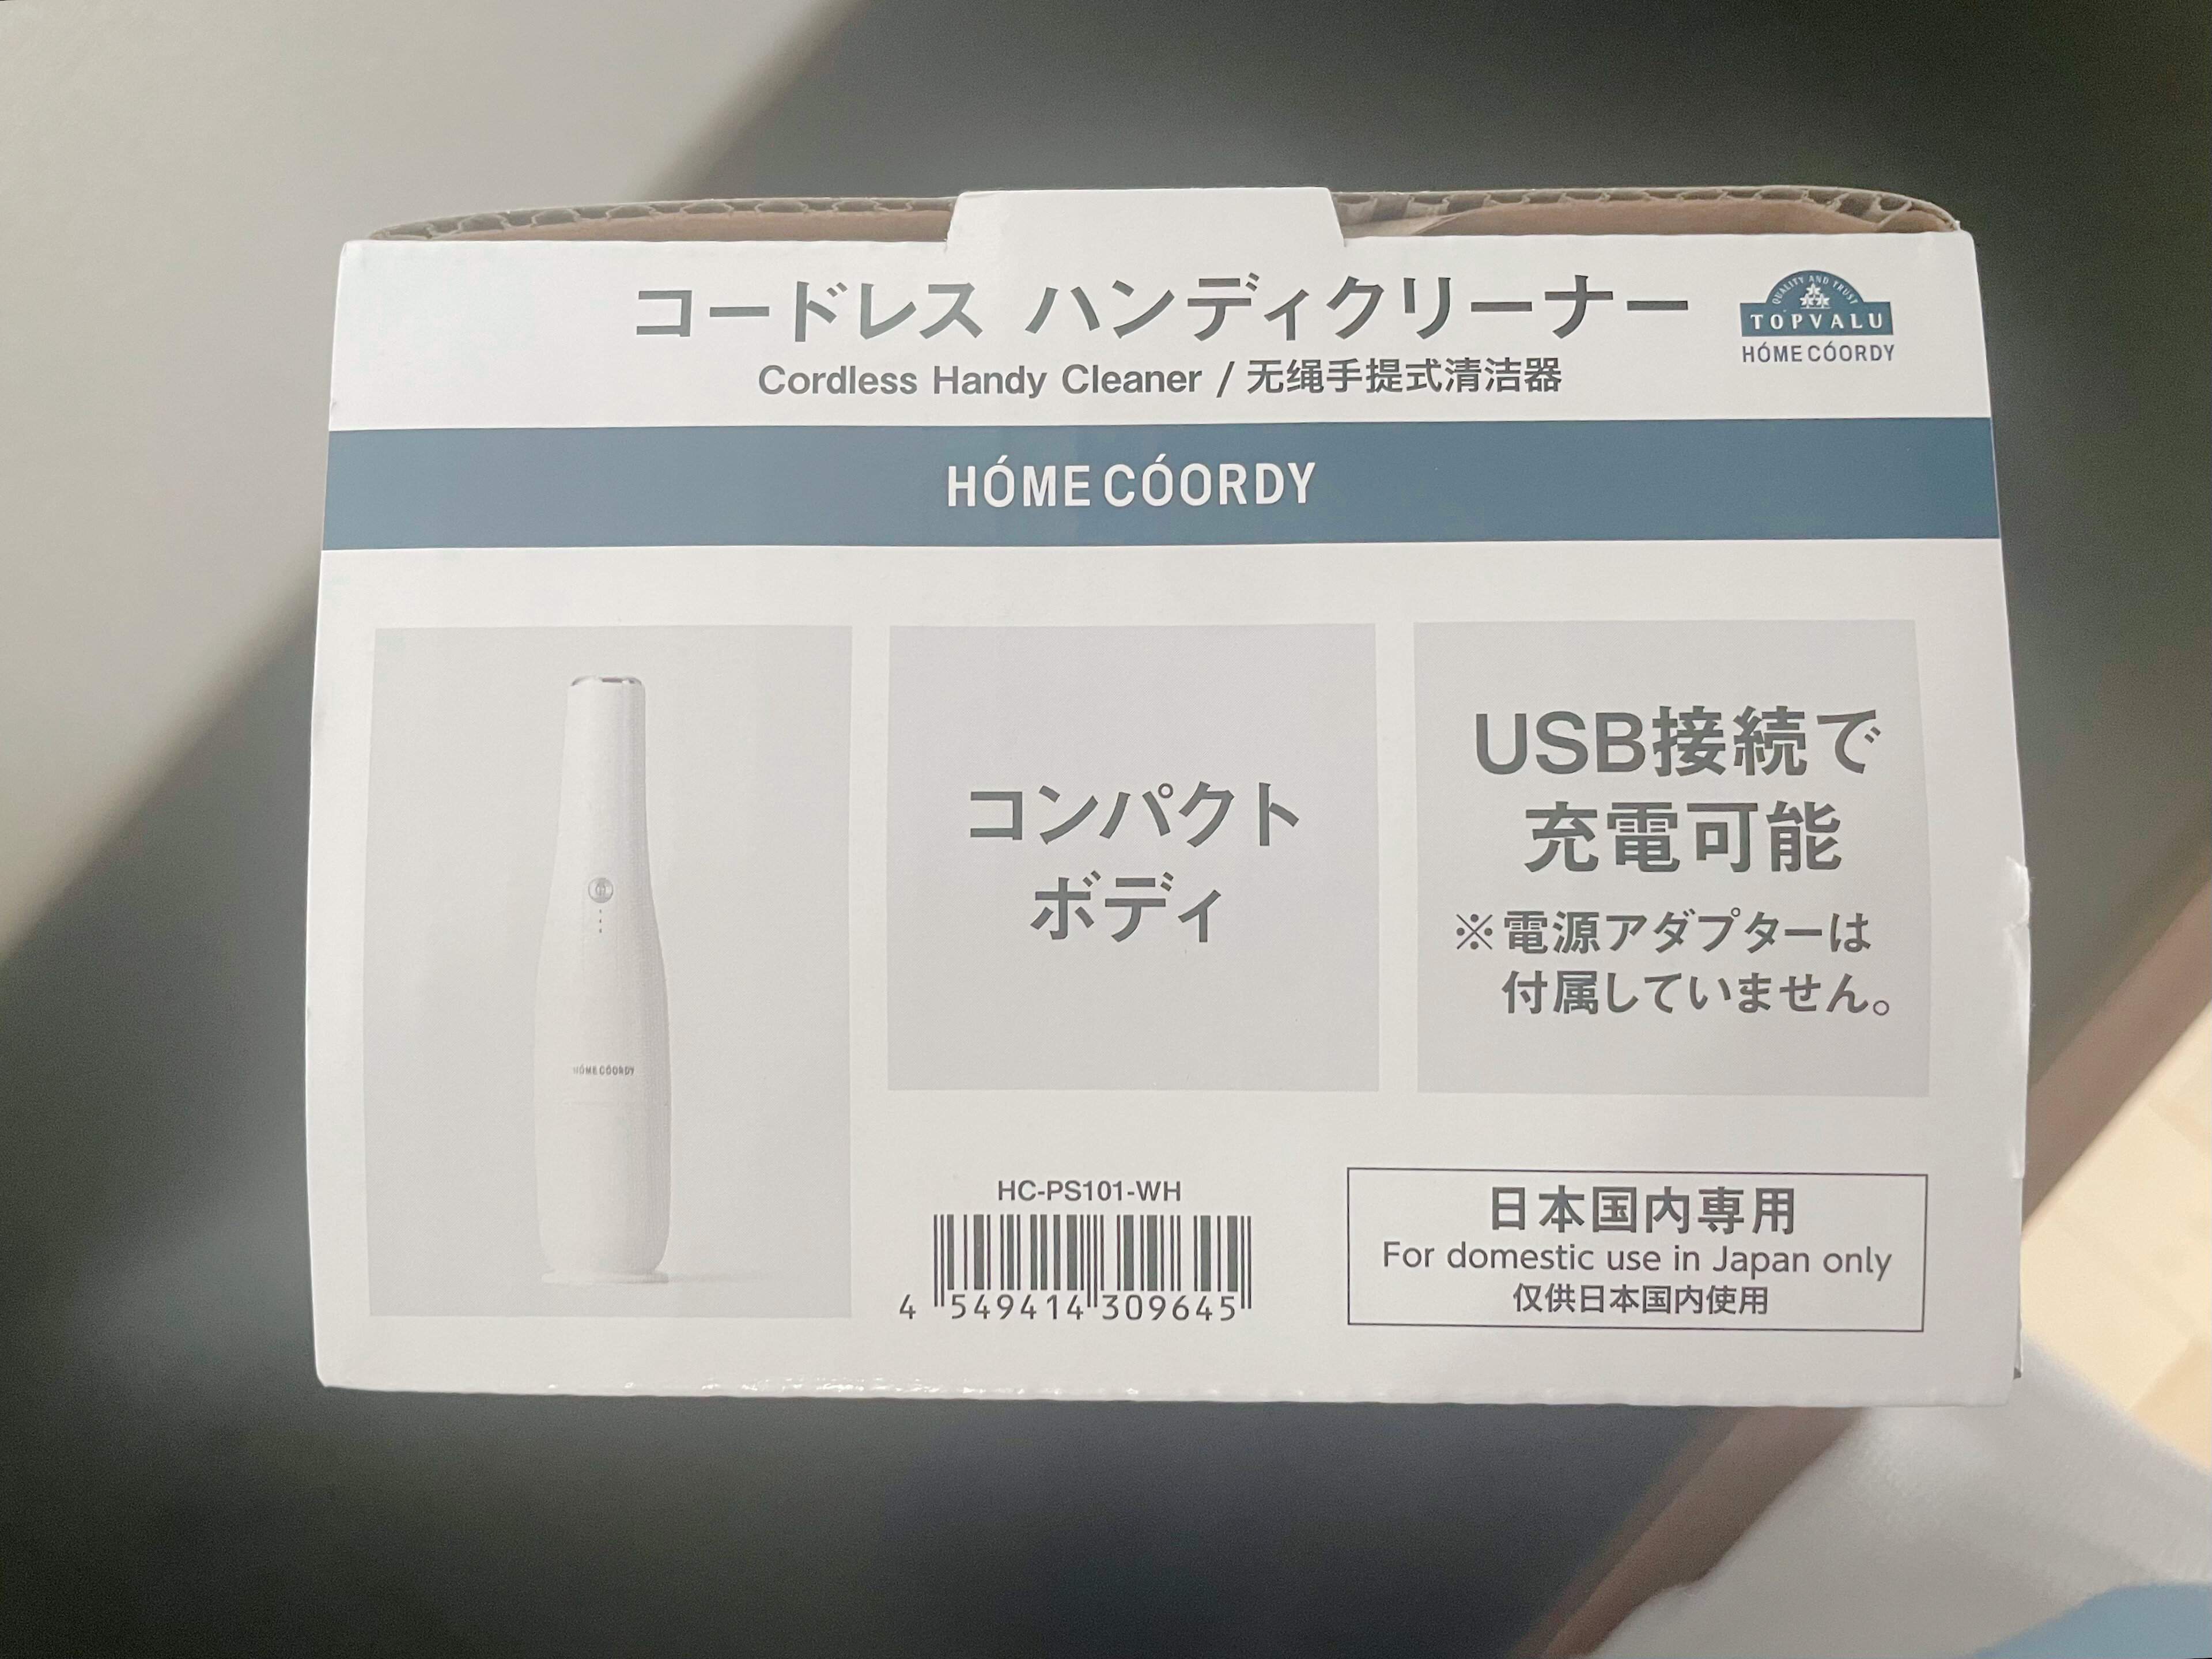 コードレス ハンディクリーナー
Cordless Handy Cleaner / 无绳手提式清洁器
QUALITY AND TRUST
TOPVALU
HÓME CÓORDY
HÓME CÓORDY
HÓME CÓORDY
コンパクト
ボディ
USB接続で
充電可能
※電源アダプターは
付属していません。
HC-PS101-WH
4 549414 309645
日本国内専用
For domestic use in Japan only
仅供日本国内使用